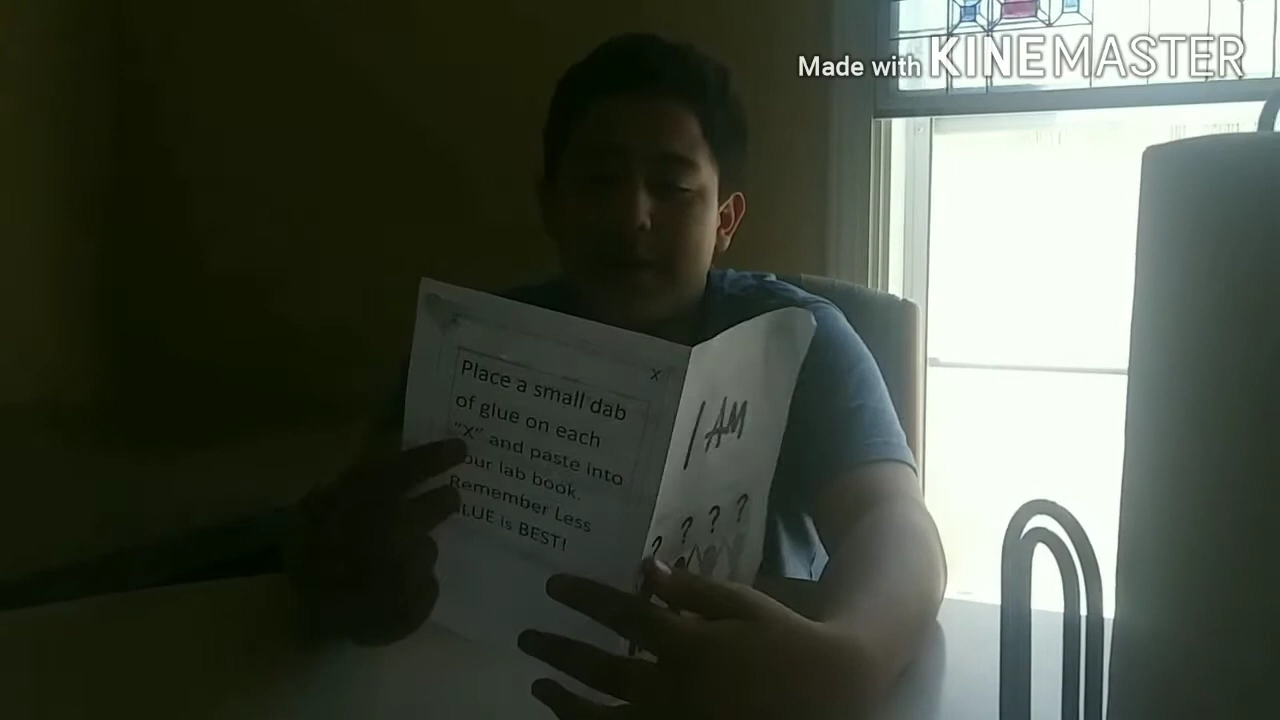 Made with KINEMASTER
X
Place a small dab
of glue on each
"X" and paste into
our lab book.
Remember Less
LUE is BEST!
I AM
? ? ? ?